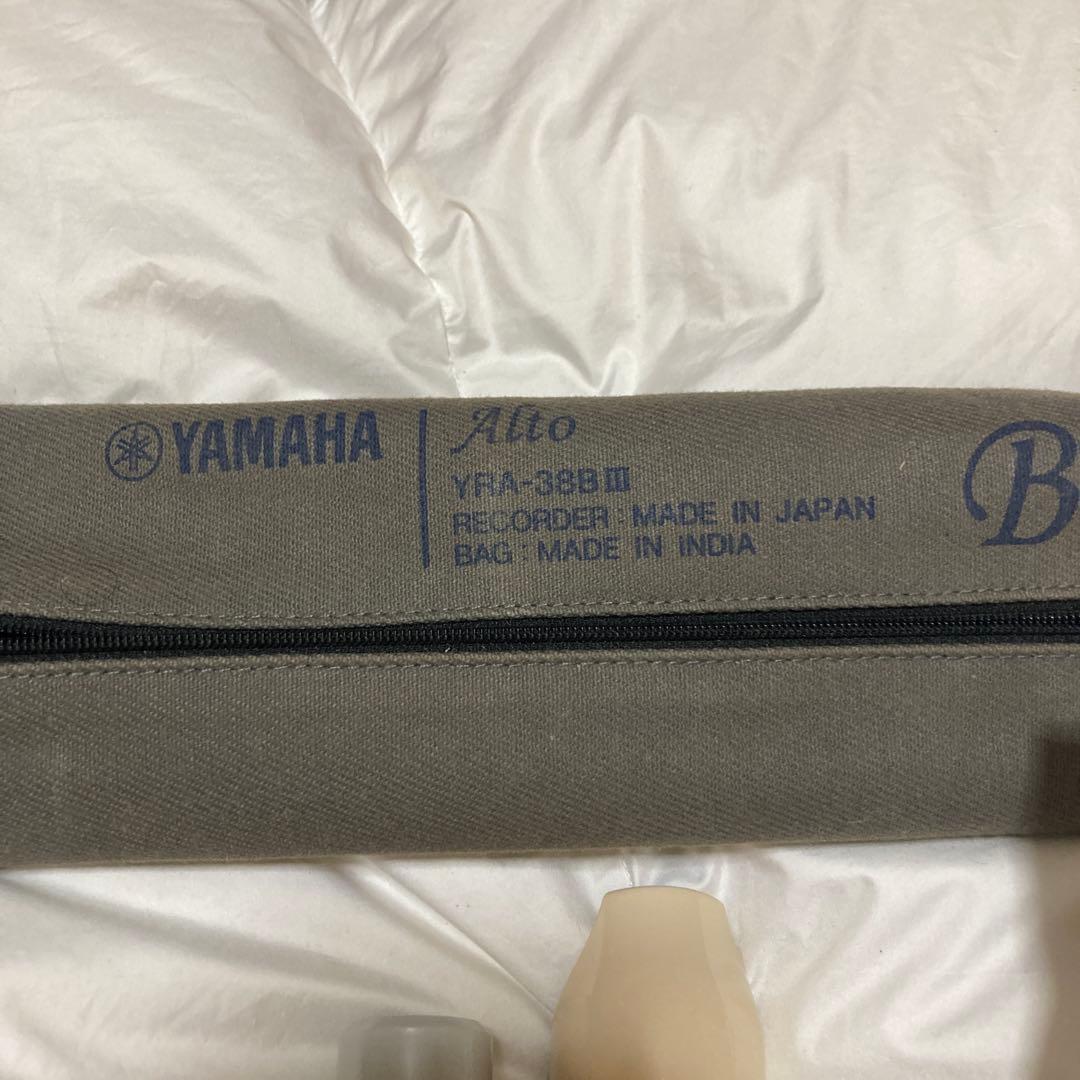 YAMAHA
Alto
YRA-38BⅢ
RECORDER : MADE IN JAPAN
BAG : MADE IN INDIA
B